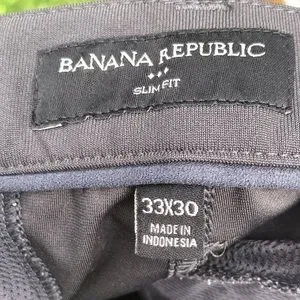 BANANA REPUBLIC
SLIM FIT
33X30
MADE IN
INDONESIA